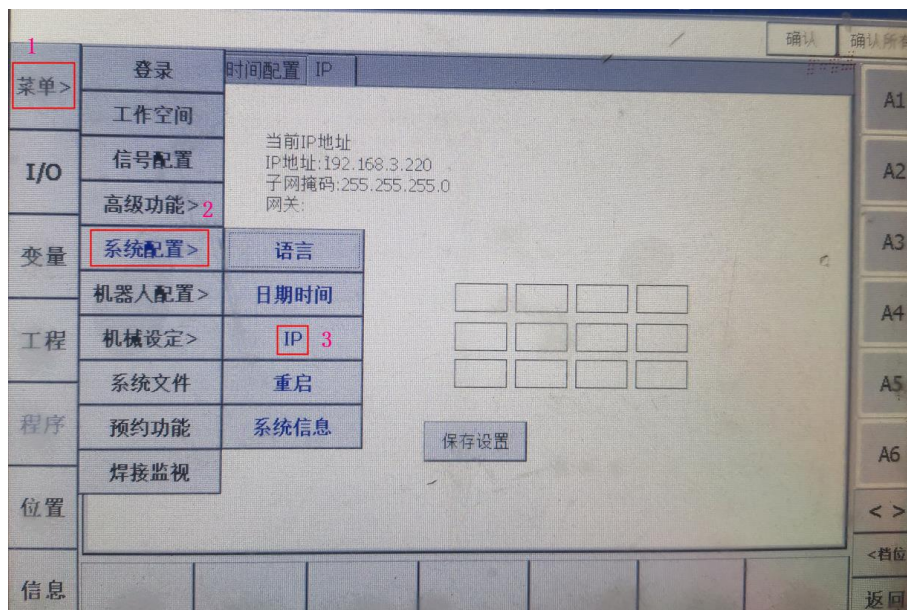 确认
确认所有
1
菜单>
I/O
变量
工程
程序
位置
信息
登录
工作空间
信号配置
高级功能>
2
系统配置>
机器人配置>
机械设定>
系统文件
预约功能
焊接监视
时间配置
IP
当前IP地址
IP地址:192.168.3.220
子网掩码:255.255.255.0
网关:
语言
日期时间
IP
3
重启
系统信息
保存设置
A1
A2
A3
A4
A5
A6
< >
<档位
返回